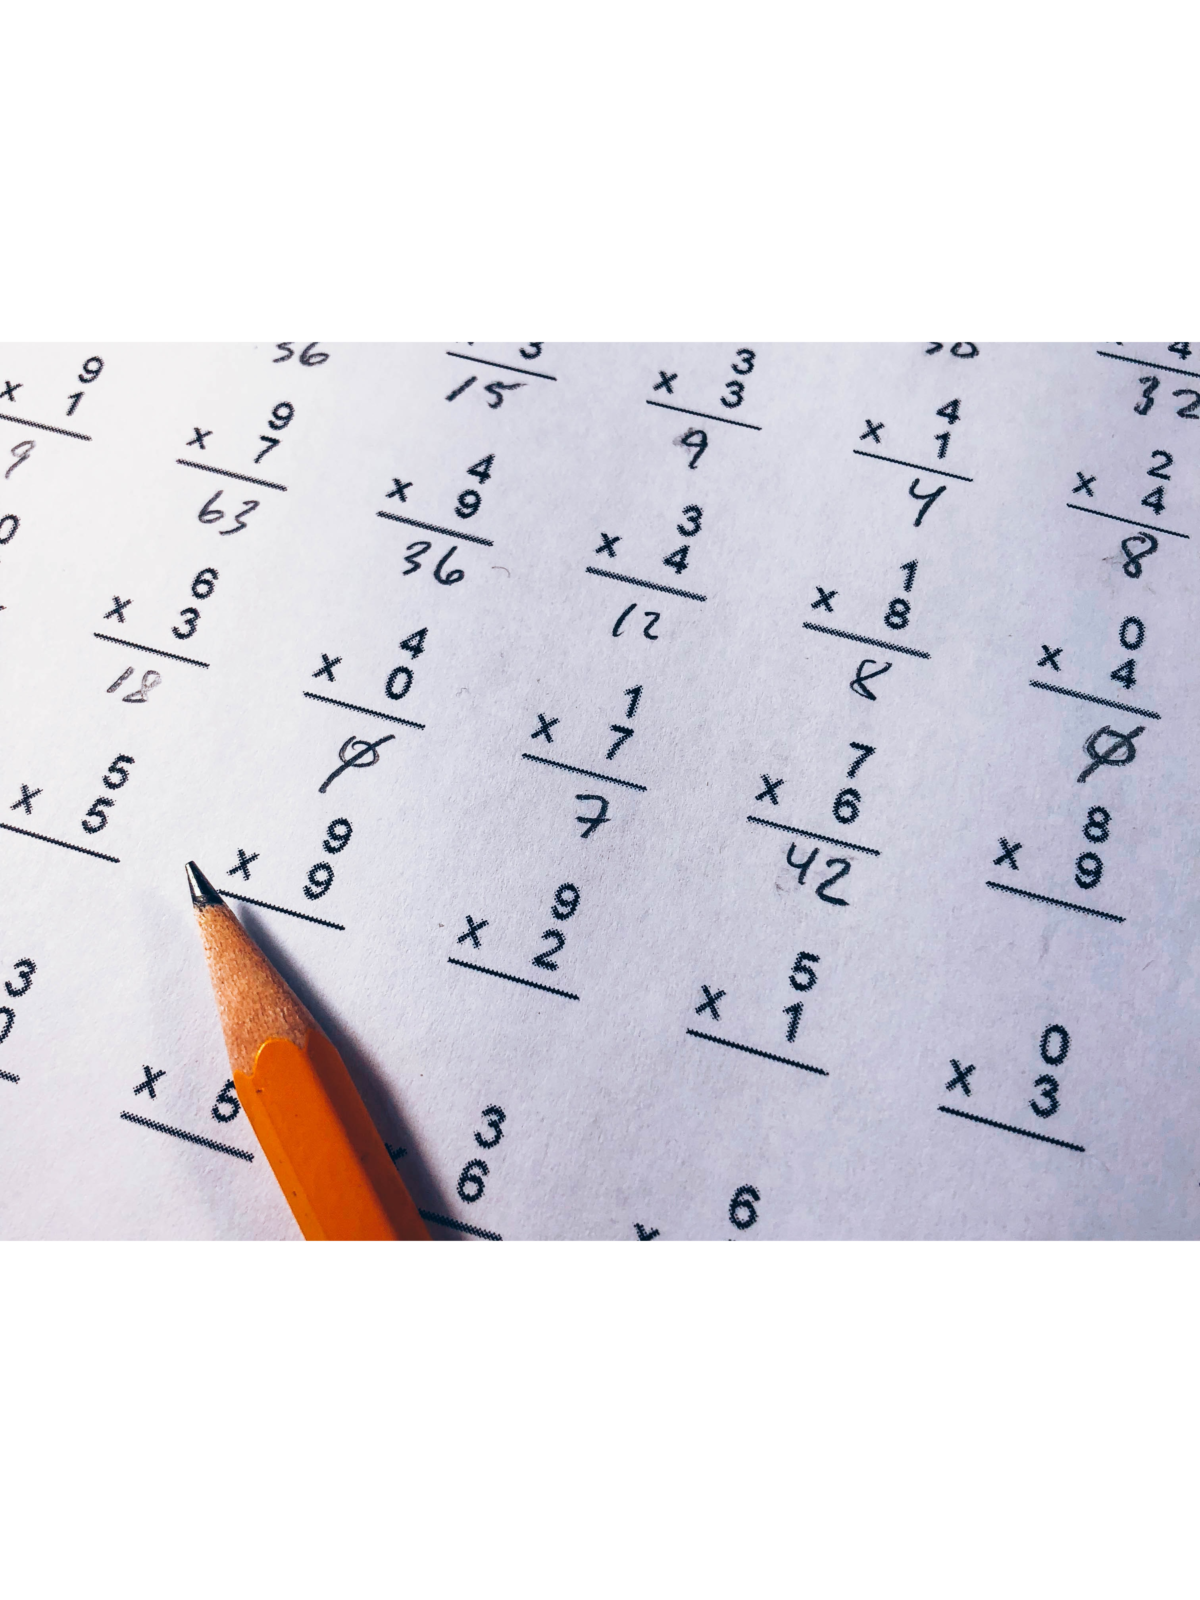 9 36 3 3 30 4
x 1 15 x 3 32
9 9 9 4 2
x 7 4 x 1 x 4
63 x 9 3 4 8
6 36 x 4 1 0
x 3 4 12 x 8 x 4
18 x 0 1 8 0
5 0 x 7 7 8
x 5 9 7 x 6 x 9
x 9 9 42
x 2 5
3 x 1 0
x 5 3 x 3
6 6